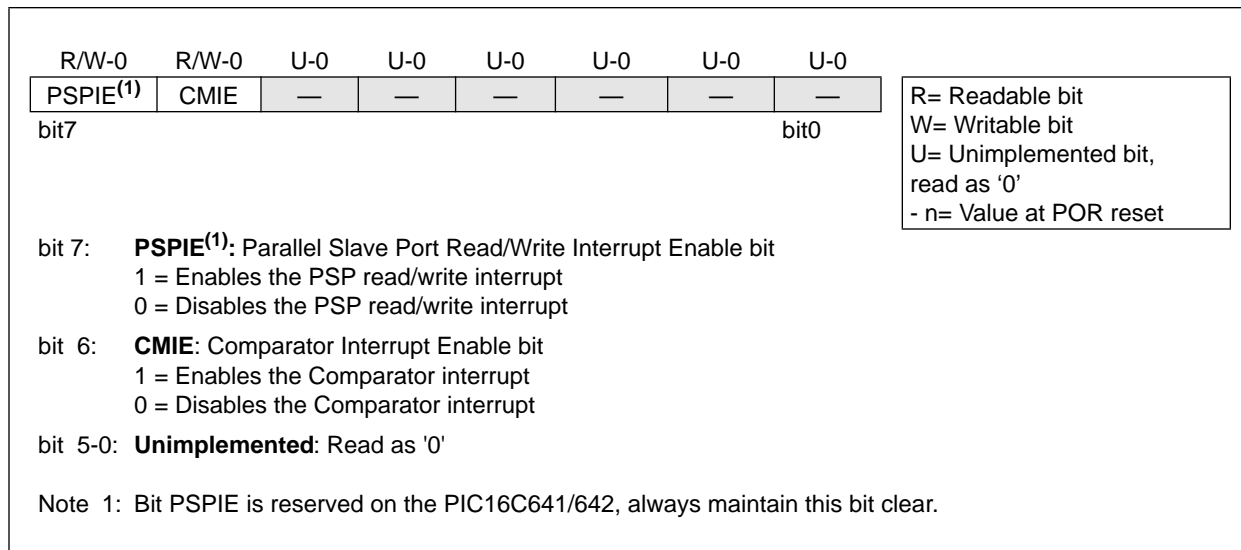 R/W-0 R/W-0 U-0 U-0 U-0 U-0 U-0 U-0
PSPIE(1) CMIE — — — — — —
bit7 bit0
R= Readable bit
W= Writable bit
U= Unimplemented bit,
read as ‘0’
- n= Value at POR reset
bit 7: PSPIE(1): Parallel Slave Port Read/Write Interrupt Enable bit
1 = Enables the PSP read/write interrupt
0 = Disables the PSP read/write interrupt
bit 6: CMIE: Comparator Interrupt Enable bit
1 = Enables the Comparator interrupt
0 = Disables the Comparator interrupt
bit 5-0: Unimplemented: Read as '0'
Note 1: Bit PSPIE is reserved on the PIC16C641/642, always maintain this bit clear.